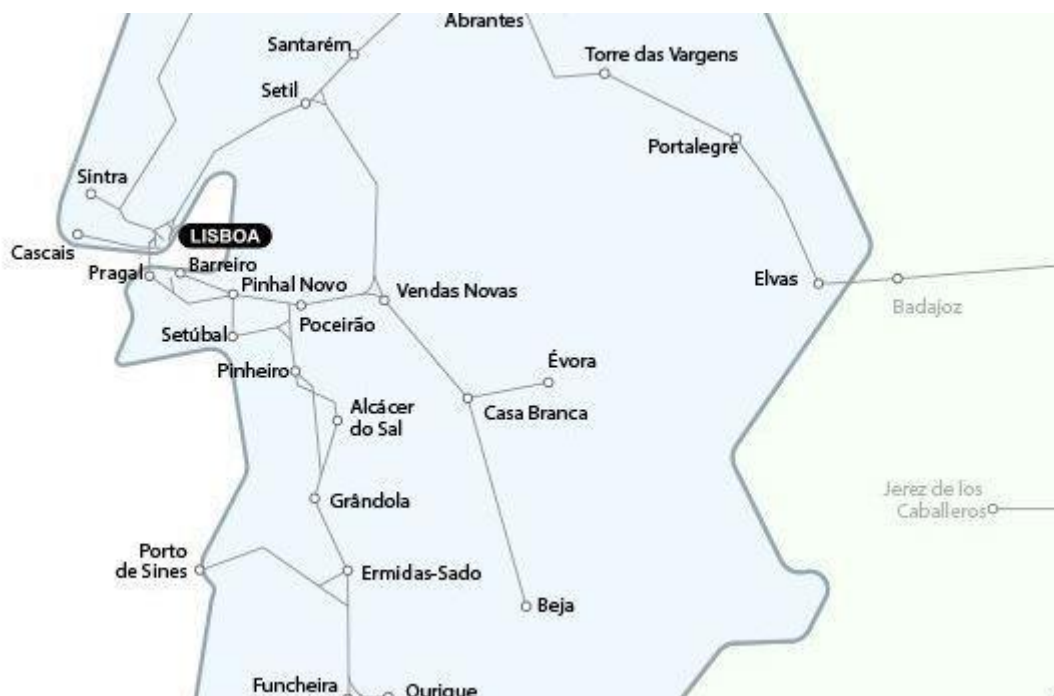 Abrantes
Santarém
Torre das Vargens
Setil
Portalegre
Sintra
LISBOA
Cascais
Pragal
Barreiro
Pinhal Novo
Vendas Novas
Elvas
Badajoz
Setúbal
Poceirão
Pinheiro
Évora
Alcácer
do Sal
Casa Branca
Grândola
Jerez de los
Caballeros
Porto
de Sines
Ermidas-Sado
Beja
Funcheira
Ourique